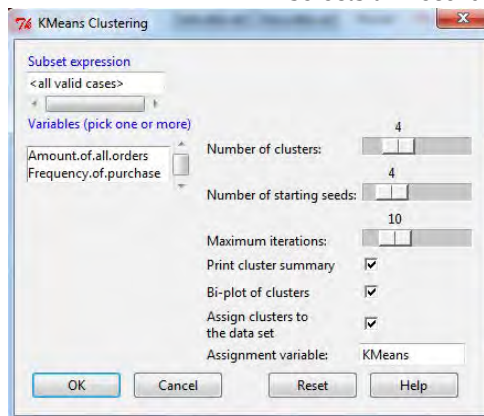 KMeans Clustering
Subset expression
<all valid cases>
Variables (pick one or more)
Amount.of.all.orders
Frequency.of.purchase
4
Number of clusters:
4
Number of starting seeds:
10
Maximum iterations:
Print cluster summary
Bi-plot of clusters
Assign clusters to
the data set
Assignment variable: KMeans
OK Cancel Reset Help